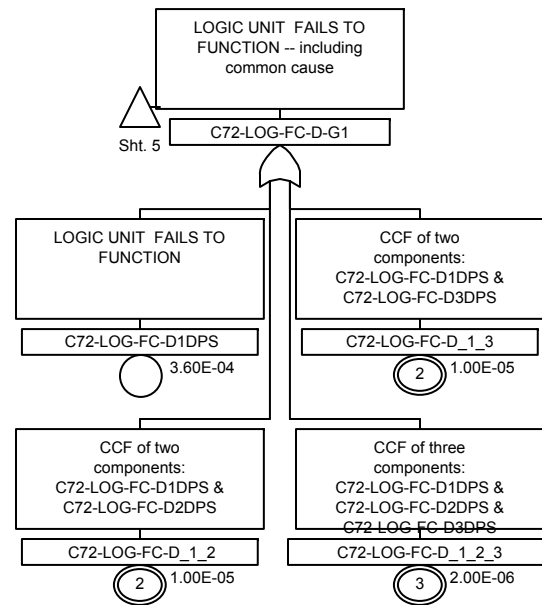 LOGIC UNIT FAILS TO
FUNCTION -- including
common cause
Sht. 5
C72-LOG-FC-D-G1
LOGIC UNIT FAILS TO
FUNCTION
C72-LOG-FC-D1DPS
3.60E-04
CCF of two
components:
C72-LOG-FC-D1DPS &
C72-LOG-FC-D3DPS
C72-LOG-FC-D_1_3
2
1.00E-05
CCF of two
components:
C72-LOG-FC-D1DPS &
C72-LOG-FC-D2DPS
C72-LOG-FC-D_1_2
2
1.00E-05
CCF of three
components:
C72-LOG-FC-D1DPS &
C72-LOG-FC-D2DPS &
C72-LOG-FC-D3DPS
C72-LOG-FC-D_1_2_3
3
2.00E-06